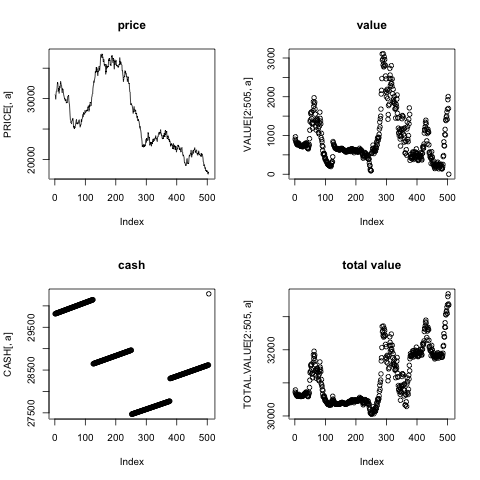 price
PRICE[, a]
20000
30000
0
100
200
300
400
500
Index
value
VALUE[2:505, a]
0
1000
2000
3000
0
100
200
300
400
500
Index
cash
CASH[, a]
27500
28500
29500
0
100
200
300
400
500
Index
total value
TOTAL.VALUE[2:505, a]
30000
32000
0
100
200
300
400
500
Index